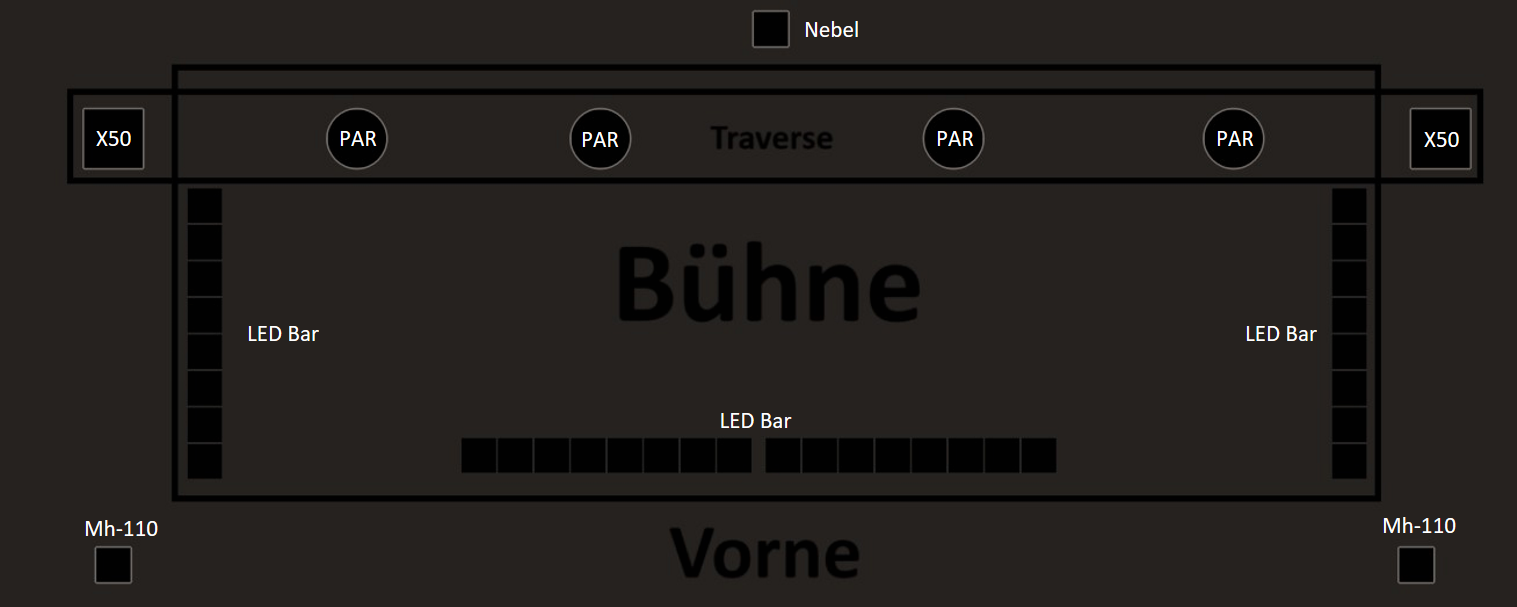 Nebel
X50
PAR
PAR
Traverse
PAR
PAR
X50
Bühne
LED Bar
LED Bar
LED Bar
Mh-110
Mh-110
Vorne